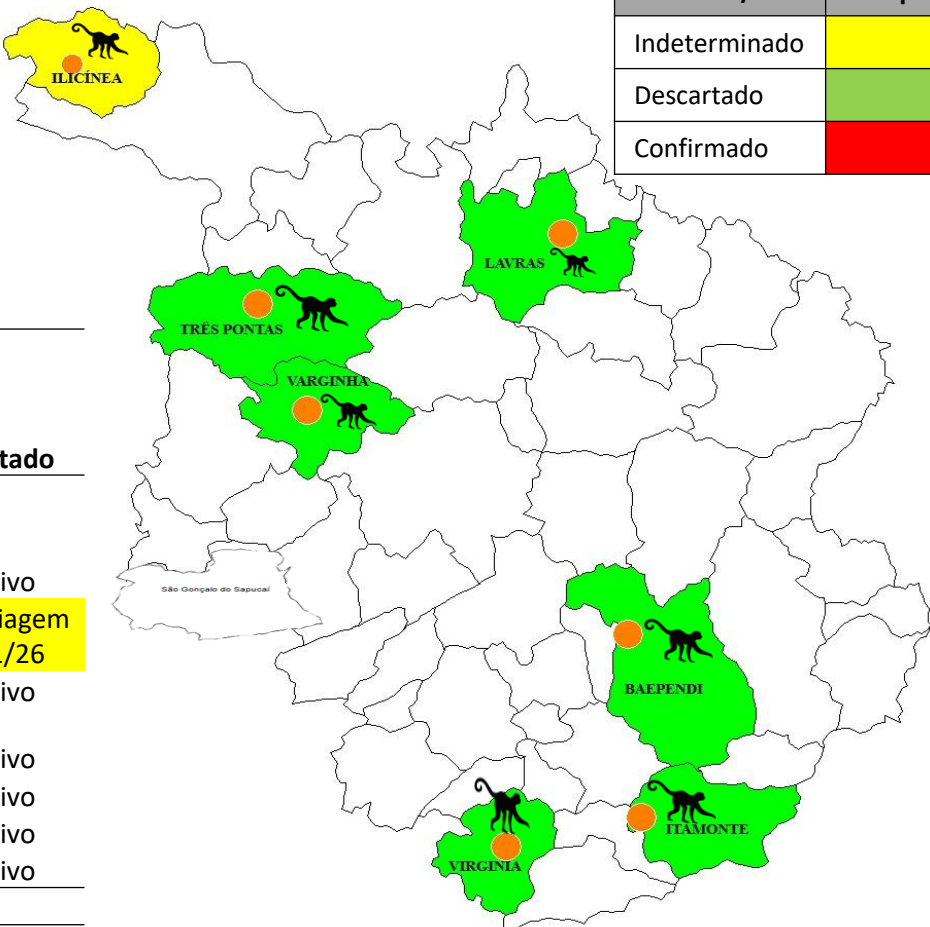 Indeterminado
Descartado
Confirmado
ILICÍNEA
LAVRAS
TRÊS PONTAS
VARGINHA
São Gonçalo do Sapucaí
BAEPENDI
ITAMONTE
VIRGINIA
tado
ivo
iagem
/26
ivo
ivo
ivo
ivo
ivo